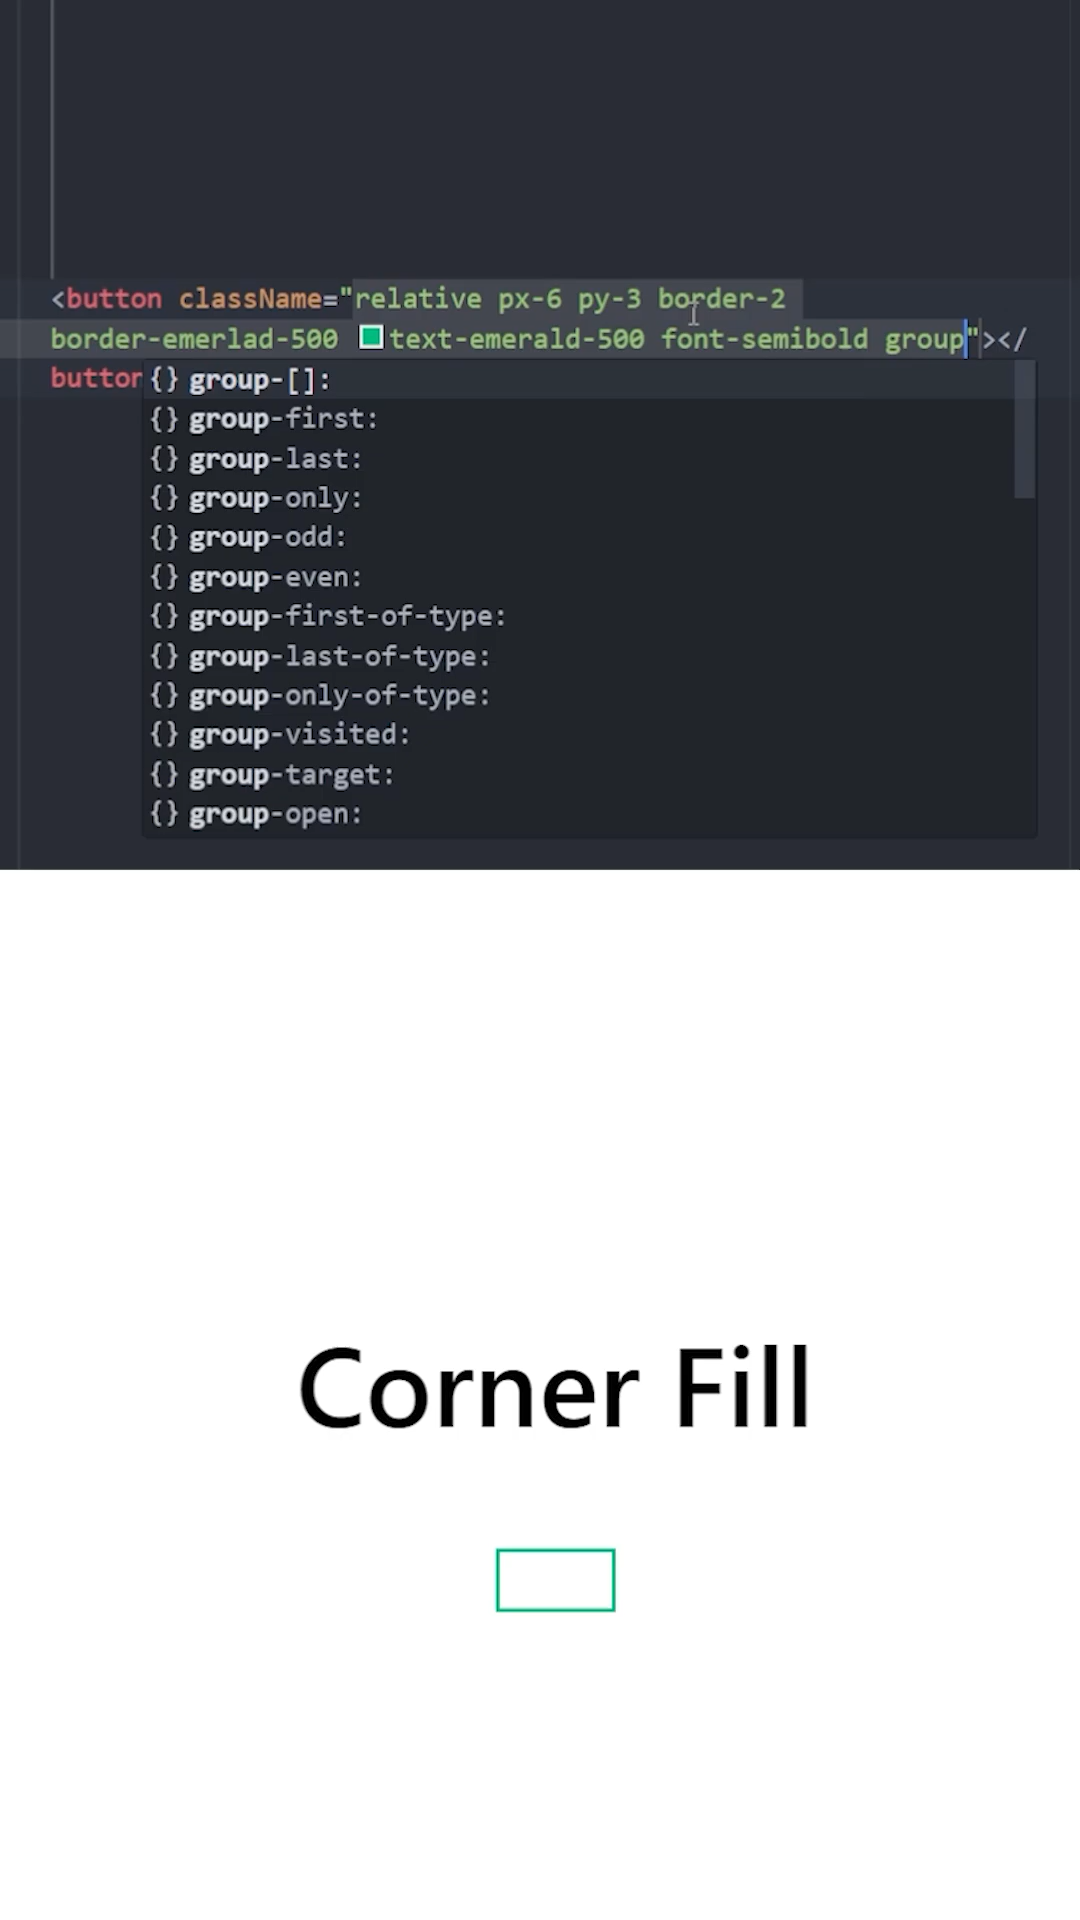 <button className="relative px-6 py-3 border-2
border-emerlad-500 text-emerald-500 font-semibold group"></
button
{} group-[]:
{} group-first:
{} group-last:
{} group-only:
{} group-odd:
{} group-even:
{} group-first-of-type:
{} group-last-of-type:
{} group-only-of-type:
{} group-visited:
{} group-target:
{} group-open:
Corner Fill